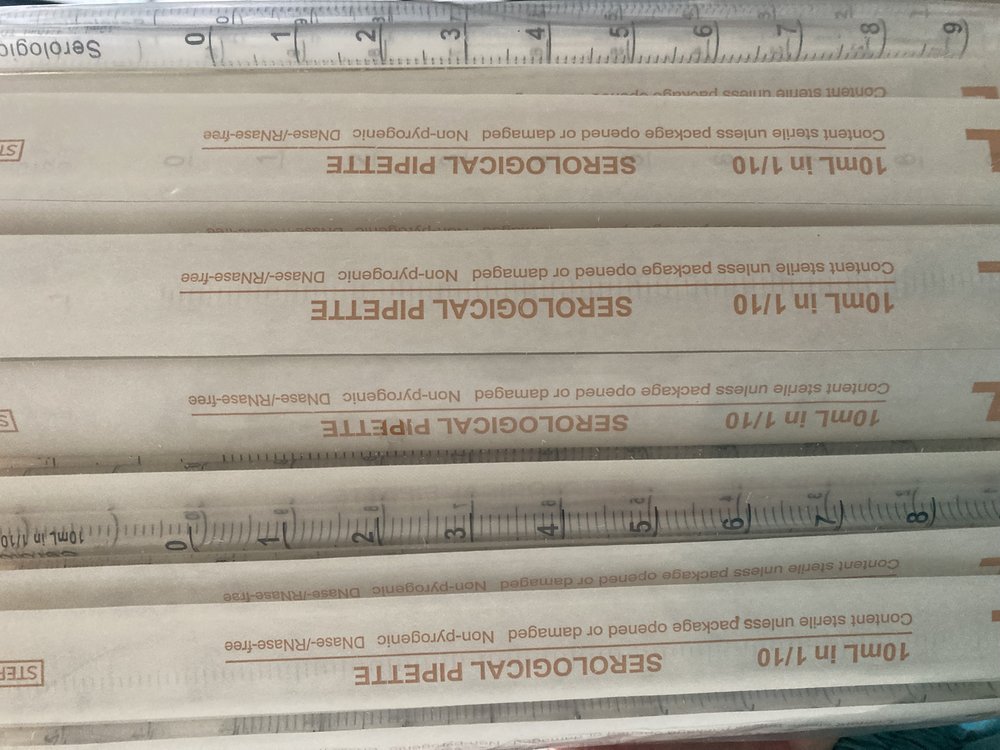 Serologic
0 1 2 3 4 5 6 7 8 9
Content sterile unless package
Content sterile unless package opened or damaged Non-pyrogenic DNase-/RNase-free
10mL in 1/10 SEROLOGICAL PIPETTE
Content sterile unless package opened or damaged Non-pyrogenic DNase-/RNase-free
10mL in 1/10 SEROLOGICAL PIPETTE
Content sterile unless package opened or damaged Non-pyrogenic DNase-/RNase-free
10mL in 1/10 SEROLOGICAL PIPETTE
10mL in 1/10
0 1 2 3 4 5 6 7 8
Content sterile unless package opened or damaged Non-pyrogenic DNase-/RNase-free
Content sterile unless package opened or damaged Non-pyrogenic DNase-/RNase-free
10mL in 1/10 SEROLOGICAL PIPETTE
STER